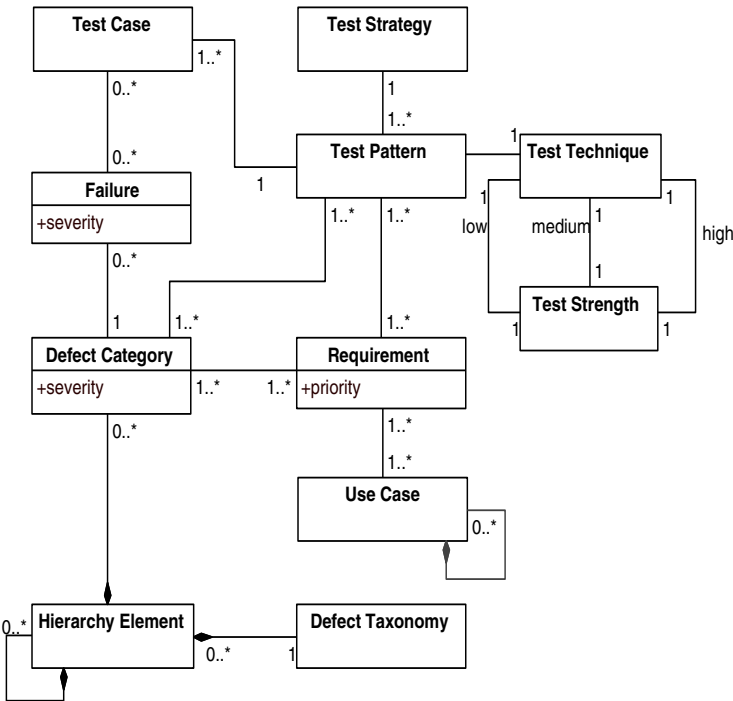 Test Case
Test Strategy
1..*
0..*
1
1..*
0..*
1
Test Pattern
1
Test Technique
Failure
+severity
1..*
1..*
1
low
medium
1
1
high
0..*
1
1
1..*
1..*
Test Strength
1
1
Defect Category
+severity
1..*
1..*
Requirement
+priority
0..*
1..*
1..*
Use Case
0..*
Hierarchy Element
0..*
0..*
1
Defect Taxonomy